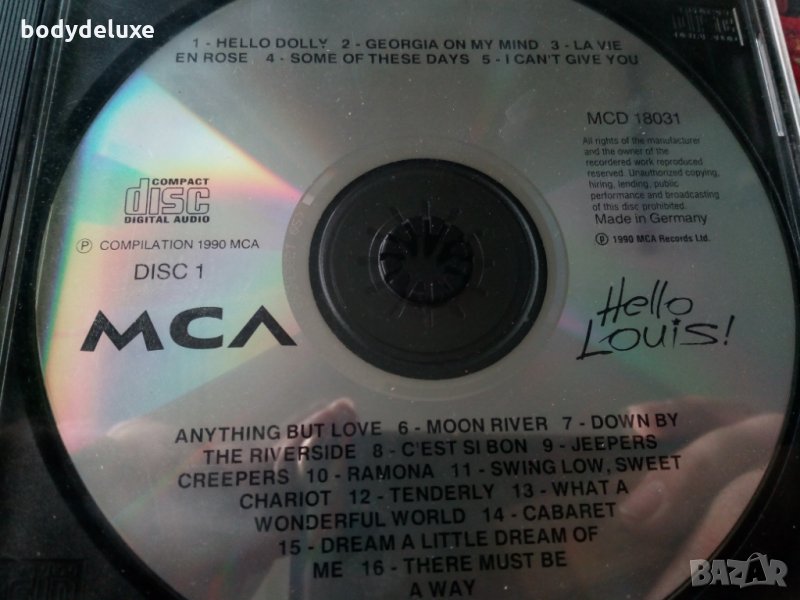 bodydeluxe
1 - HELLO DOLLY 2 - GEORGIA ON MY MIND 3 - LA VIE
EN ROSE 4 - SOME OF THESE DAYS 5 - I CAN'T GIVE YOU
MCD 18031
All rights of the manufacturer
and the owner of the
recordered work reproduced
reserved. Unauthorized copying,
hiring, lending, public
performance and broadcasting
of this disc prohibited.
Made in Germany
Ⓟ 1990 MCA Records Ltd.
COMPACT
disc
DIGITAL AUDIO
Ⓟ COMPILATION 1990 MCA
DISC 1
MCA
Hello
Louis!
ANYTHING BUT LOVE 6 - MOON RIVER 7 - DOWN BY
THE RIVERSIDE 8 - C'EST SI BON 9 - JEEPERS
CREEPERS 10 - RAMONA 11 - SWING LOW, SWEET
CHARIOT 12 - TENDERLY 13 - WHAT A
WONDERFUL WORLD 14 - CABARET
15 - DREAM A LITTLE DREAM OF
ME 16 - THERE MUST BE
A WAY
BAZAR